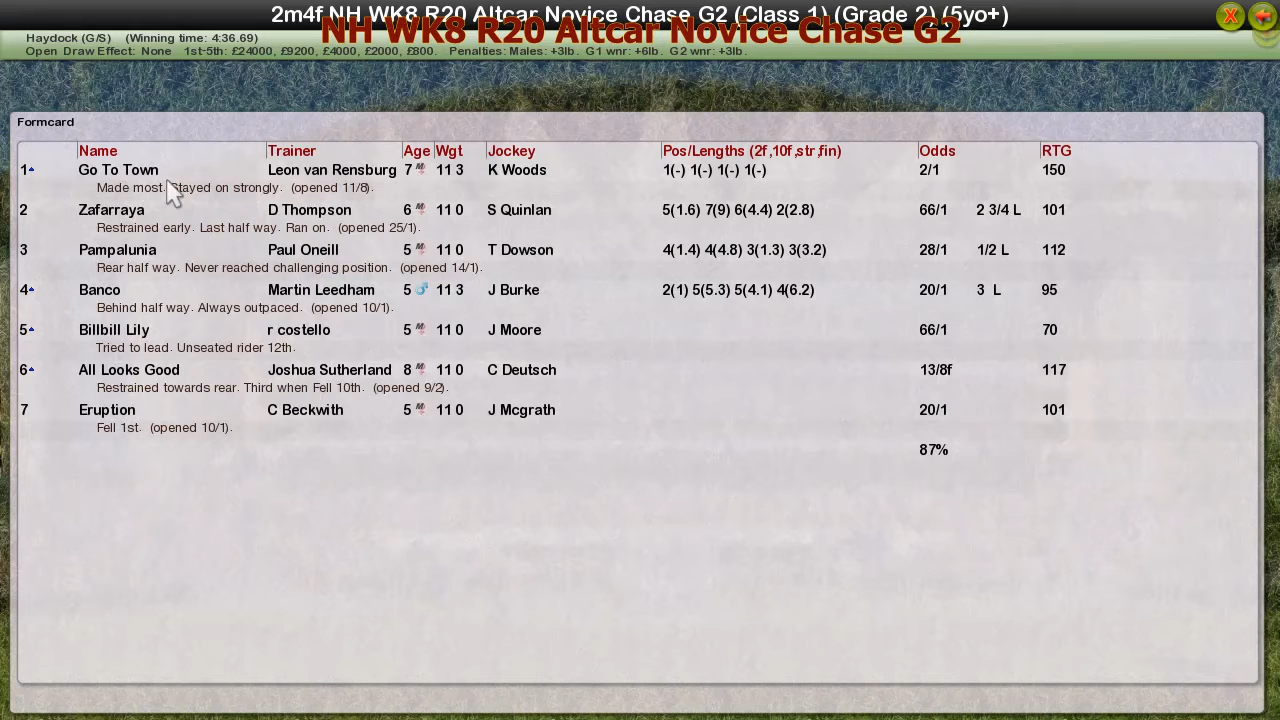 2m4f NH WK8 R20 Altcar Novice Chase G2 (Class 1) (Grade 2) (5yo+)
NH WK8 R20 Altcar Novice Chase G2
Haydock (G/S) (Winning time: 4:36.69)
Open Draw Effect: None 1st-5th: £24000, £9200, £4000, £2000, £800. Penalties: Males: +3lb. G1 wnr: +6lb. G2 wnr: +3lb.
Formcard
Name Trainer Age Wgt Jockey Pos/Lengths (2f,10f,str,fin) Odds RTG
1 Go To Town Leon van Rensburg 7 11 3 K Woods 1(-) 1(-) 1(-) 1(-) 2/1 150
Made most. Stayed on strongly. (opened 11/8).
2 Zafarraya D Thompson 6 11 0 S Quinlan 5(1.6) 7(9) 6(4.4) 2(2.8) 66/1 2 3/4 L 101
Restrained early. Last half way. Ran on. (opened 25/1).
3 Pampalunia Paul Oneill 5 11 0 T Dowson 4(1.4) 4(4.8) 3(1.3) 3(3.2) 28/1 1/2 L 112
Rear half way. Never reached challenging position. (opened 14/1).
4 Banco Martin Leedham 5 11 3 J Burke 2(1) 5(5.3) 5(4.1) 4(6.2) 20/1 3 L 95
Behind half way. Always outpaced. (opened 10/1).
5 Billbill Lily r costello 5 11 0 J Moore 66/1 70
Tried to lead. Unseated rider 12th.
6 All Looks Good Joshua Sutherland 8 11 0 C Deutsch 13/8f 117
Restrained towards rear. Third when Fell 10th. (opened 9/2).
7 Eruption C Beckwith 5 11 0 J Mcgrath 20/1 101
Fell 1st. (opened 10/1).
87%